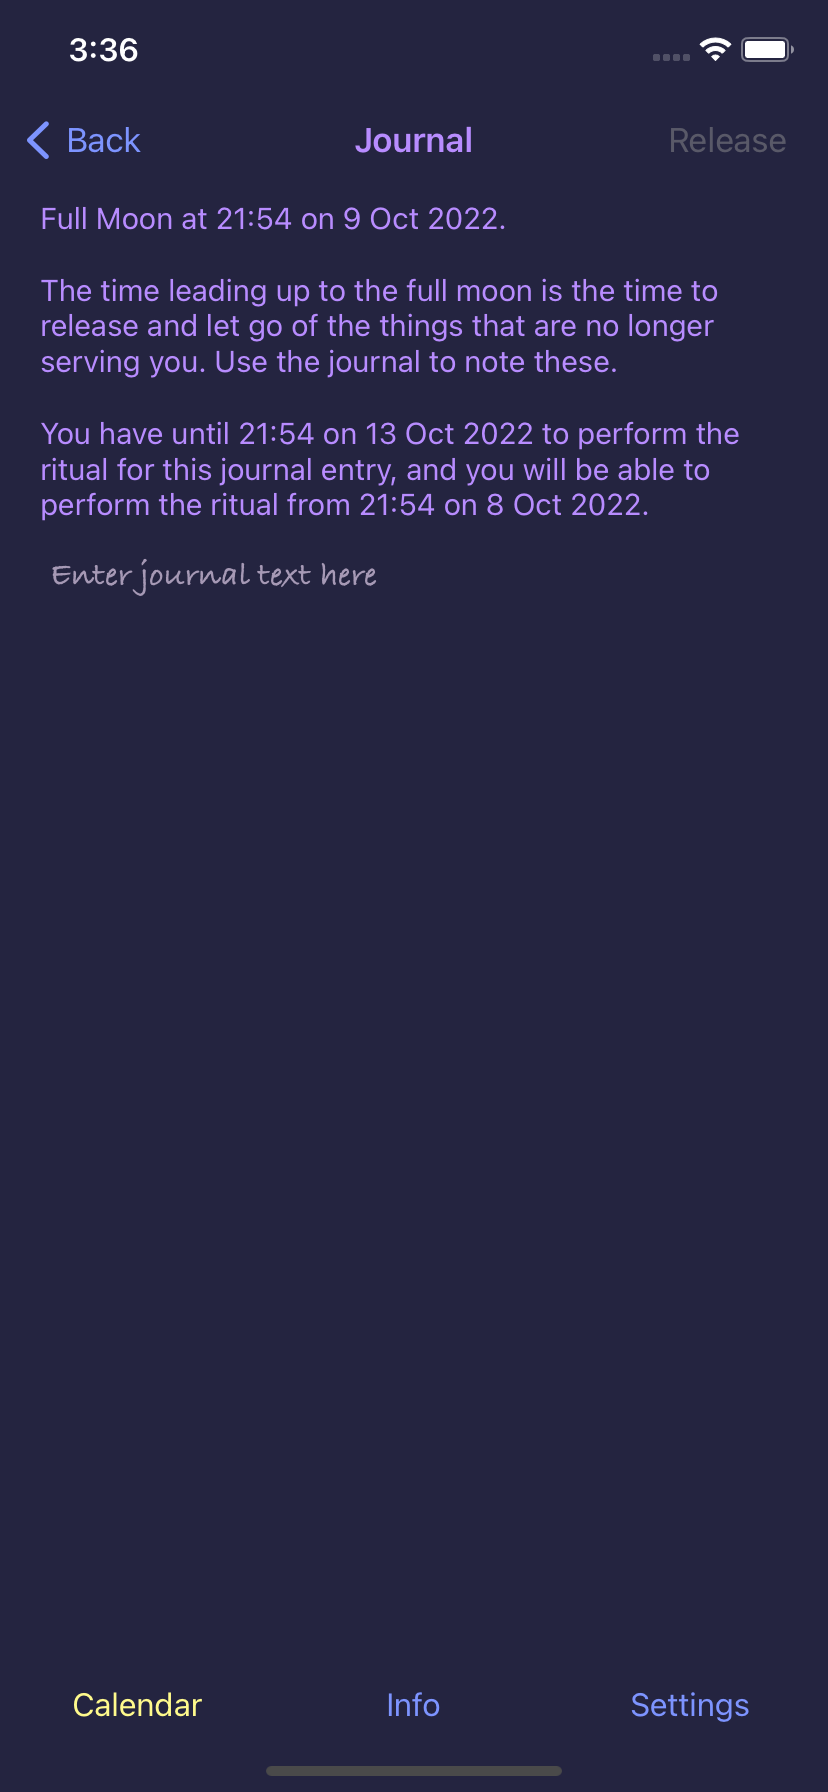 3:36
Back Journal Release
Full Moon at 21:54 on 9 Oct 2022.
The time leading up to the full moon is the time to
release and let go of the things that are no longer
serving you. Use the journal to note these.
You have until 21:54 on 13 Oct 2022 to perform the
ritual for this journal entry, and you will be able to
perform the ritual from 21:54 on 8 Oct 2022.
Enter journal text here
Calendar Info Settings